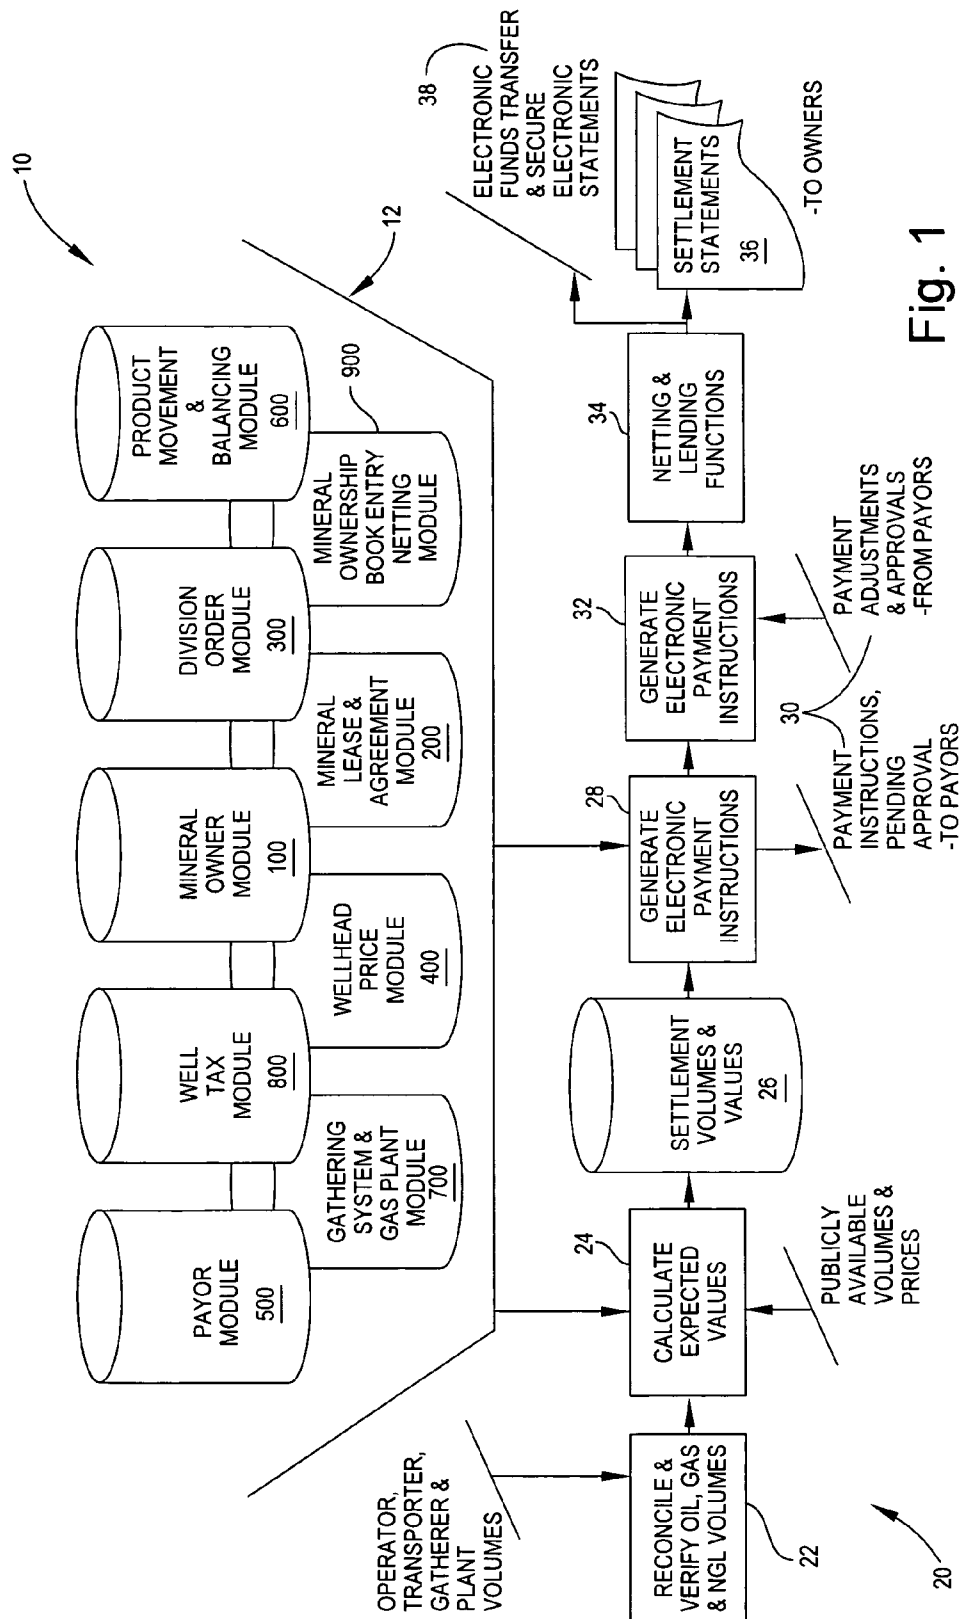 10
PAYOR
MODULE
500
WELL
TAX
MODULE
800
MINERAL
OWNER
MODULE
100
DIVISION
ORDER
MODULE
300
PRODUCT
MOVEMENT
&
BALANCING
MODULE
600
GATHERING
SYSTEM &
GAS PLANT
MODULE
700
WELLHEAD
PRICE
MODULE
400
MINERAL
LEASE &
AGREEMENT
MODULE
200
MINERAL
OWNERSHIP
BOOK ENTRY
NETTING
MODULE
900
12
OPERATOR,
TRANSPORTER,
GATHERER &
PLANT
VOLUMES
38
ELECTRONIC
FUNDS TRANSFER
& SECURE
ELECTRONIC
STATEMENTS
RECONCILE &
VERIFY OIL, GAS
& NGL VOLUMES
22
24
CALCULATE
EXPECTED
VALUES
SETTLEMENT
VOLUMES &
VALUES
26
28
GENERATE
ELECTRONIC
PAYMENT
INSTRUCTIONS
32
GENERATE
ELECTRONIC
PAYMENT
INSTRUCTIONS
34
NETTING &
LENDING
FUNCTIONS
SETTLEMENT
STATEMENTS
36
-TO OWNERS
PUBLICLY
AVAILABLE
VOLUMES &
PRICES
30
PAYMENT
INSTRUCTIONS,
PENDING
APPROVAL
-TO PAYORS
PAYMENT
ADJUSTMENTS
& APPROVALS
-FROM PAYORS
20
Fig. 1